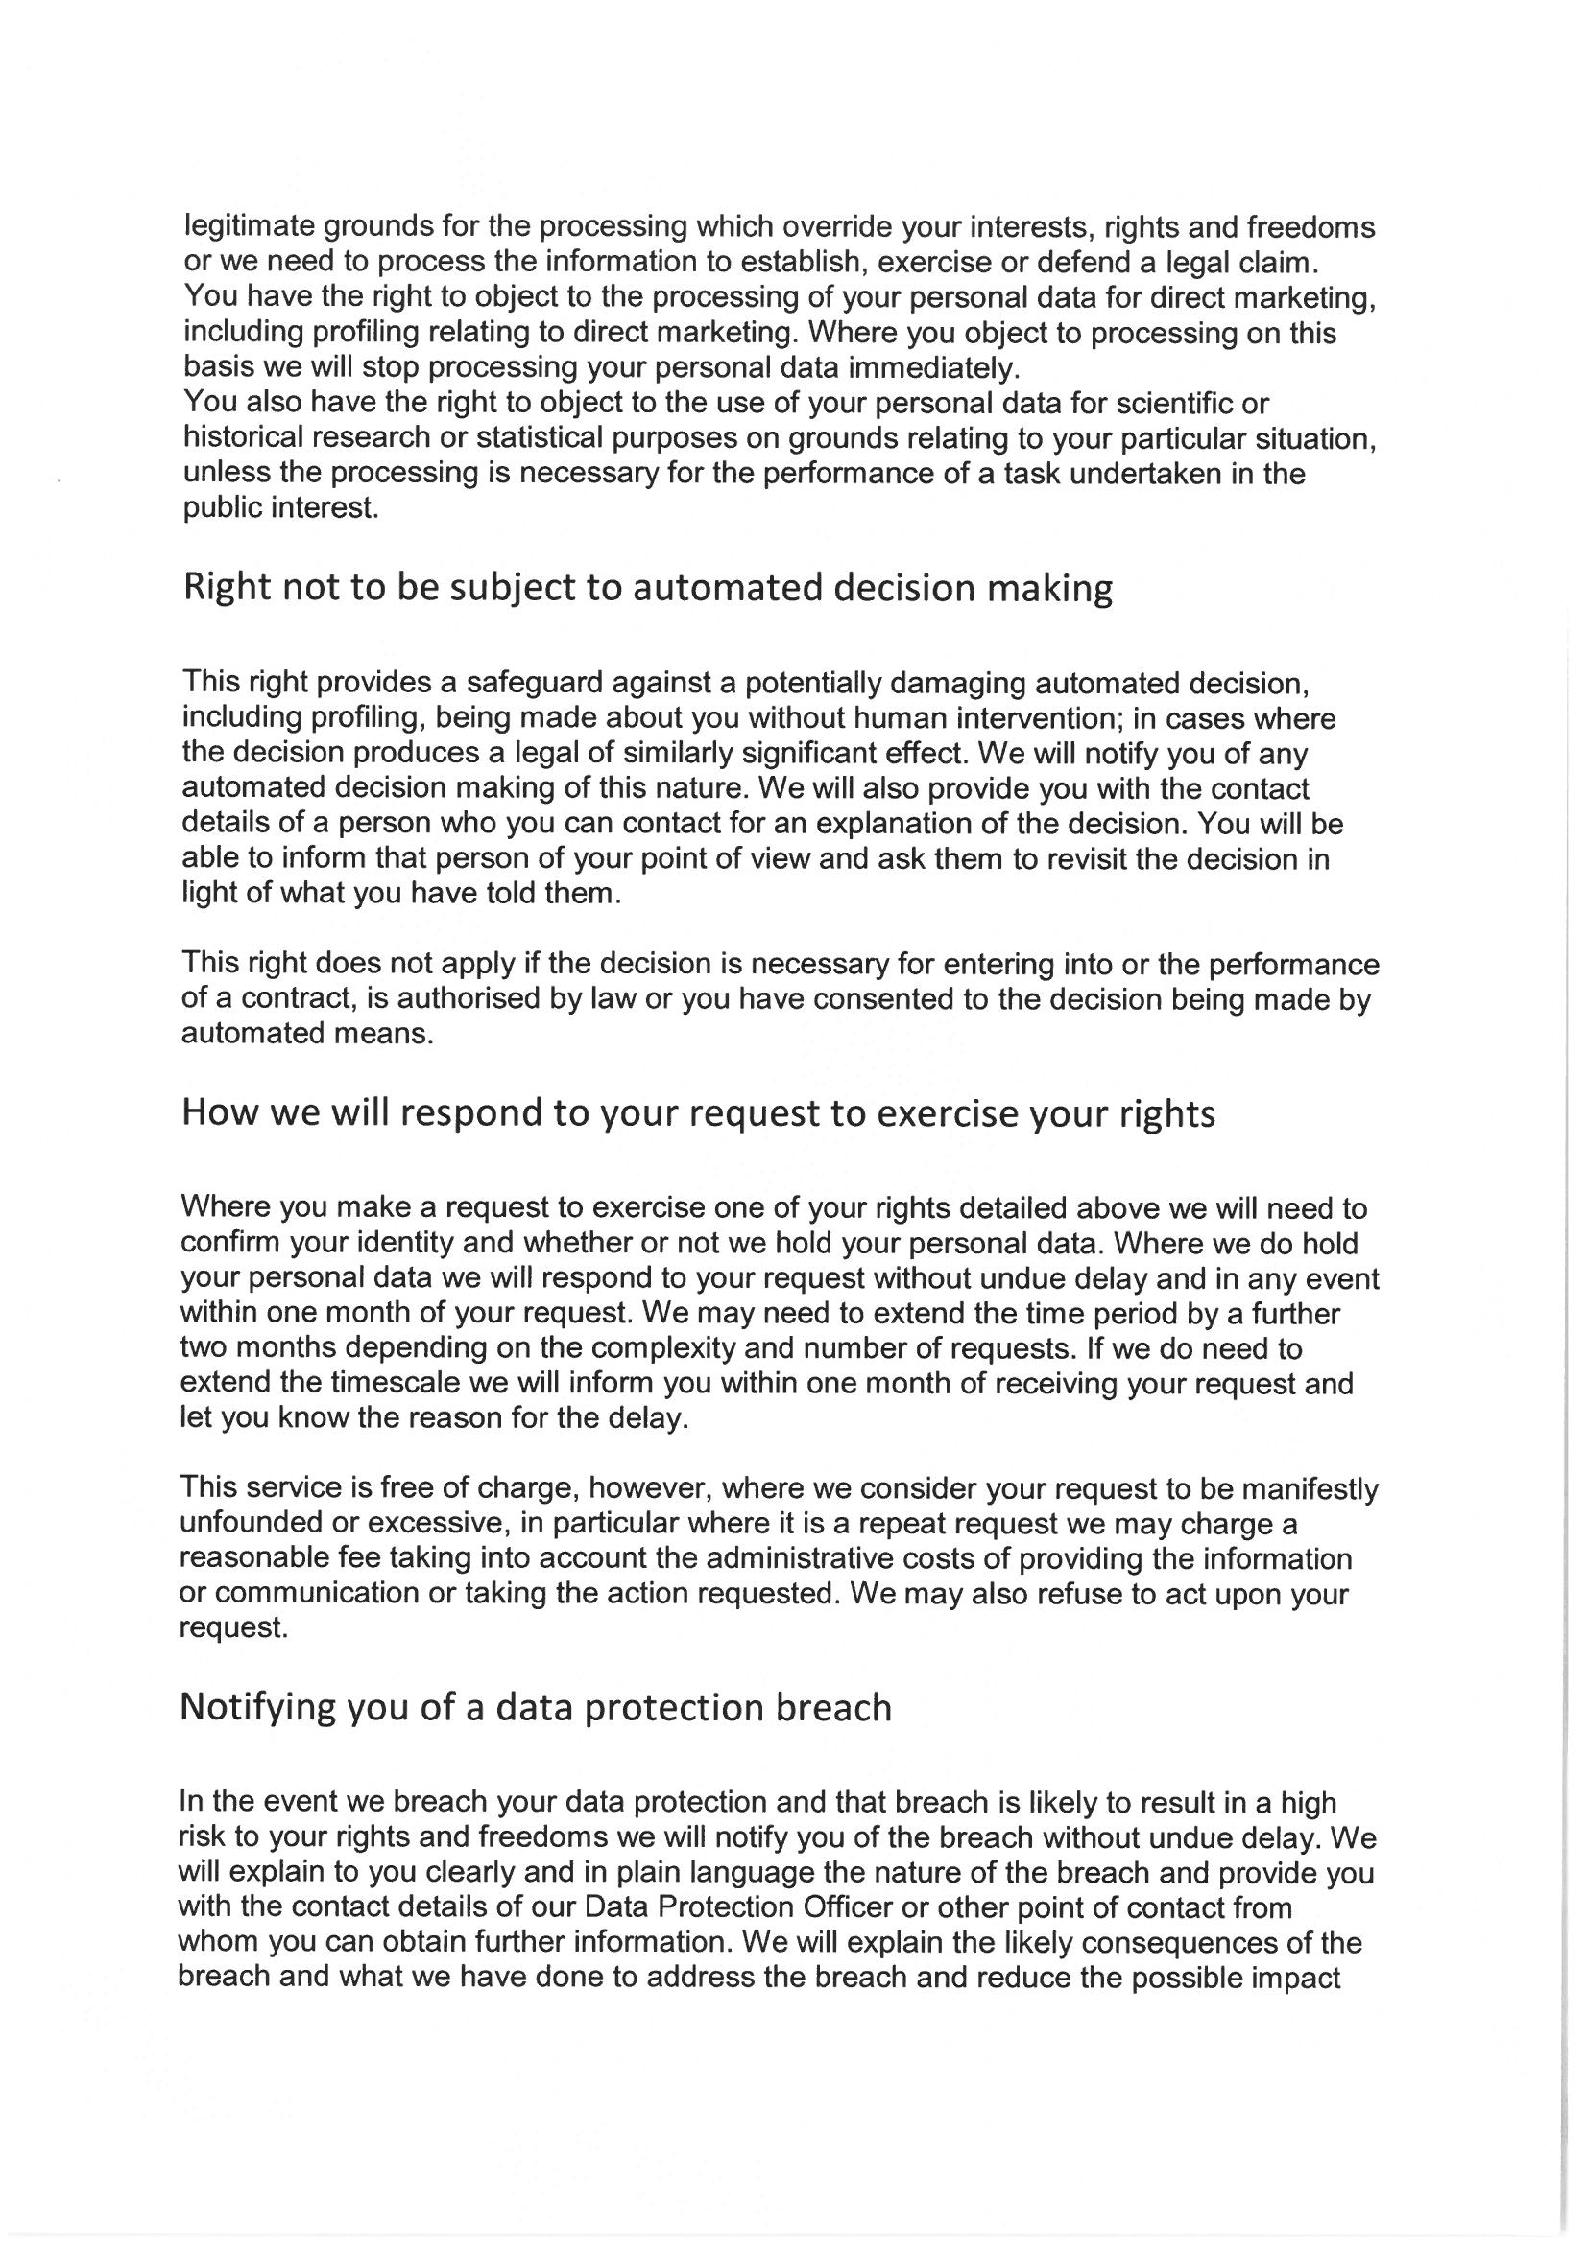 legitimate grounds for the processing which override your interests, rights and freedoms
or we need to process the information to establish, exercise or defend a legal claim.
You have the right to object to the processing of your personal data for direct marketing,
including profiling relating to direct marketing. Where you object to processing on this
basis we will stop processing your personal data immediately.
You also have the right to object to the use of your personal data for scientific or
historical research or statistical purposes on grounds relating to your particular situation,
unless the processing is necessary for the performance of a task undertaken in the
public interest.
Right not to be subject to automated decision making
This right provides a safeguard against a potentially damaging automated decision,
including profiling, being made about you without human intervention; in cases where
the decision produces a legal of similarly significant effect. We will notify you of any
automated decision making of this nature. We will also provide you with the contact
details of a person who you can contact for an explanation of the decision. You will be
able to inform that person of your point of view and ask them to revisit the decision in
light of what you have told them.
This right does not apply if the decision is necessary for entering into or the performance
of a contract, is authorised by law or you have consented to the decision being made by
automated means.
How we will respond to your request to exercise your rights
Where you make a request to exercise one of your rights detailed above we will need to
confirm your identity and whether or not we hold your personal data. Where we do hold
your personal data we will respond to your request without undue delay and in any event
within one month of your request. We may need to extend the time period by a further
two months depending on the complexity and number of requests. If we do need to
extend the timescale we will inform you within one month of receiving your request and
let you know the reason for the delay.
This service is free of charge, however, where we consider your request to be manifestly
unfounded or excessive, in particular where it is a repeat request we may charge a
reasonable fee taking into account the administrative costs of providing the information
or communication or taking the action requested. We may also refuse to act upon your
request.
Notifying you of a data protection breach
In the event we breach your data protection and that breach is likely to result in a high
risk to your rights and freedoms we will notify you of the breach without undue delay. We
will explain to you clearly and in plain language the nature of the breach and provide you
with the contact details of our Data Protection Officer or other point of contact from
whom you can obtain further information. We will explain the likely consequences of the
breach and what we have done to address the breach and reduce the possible impact